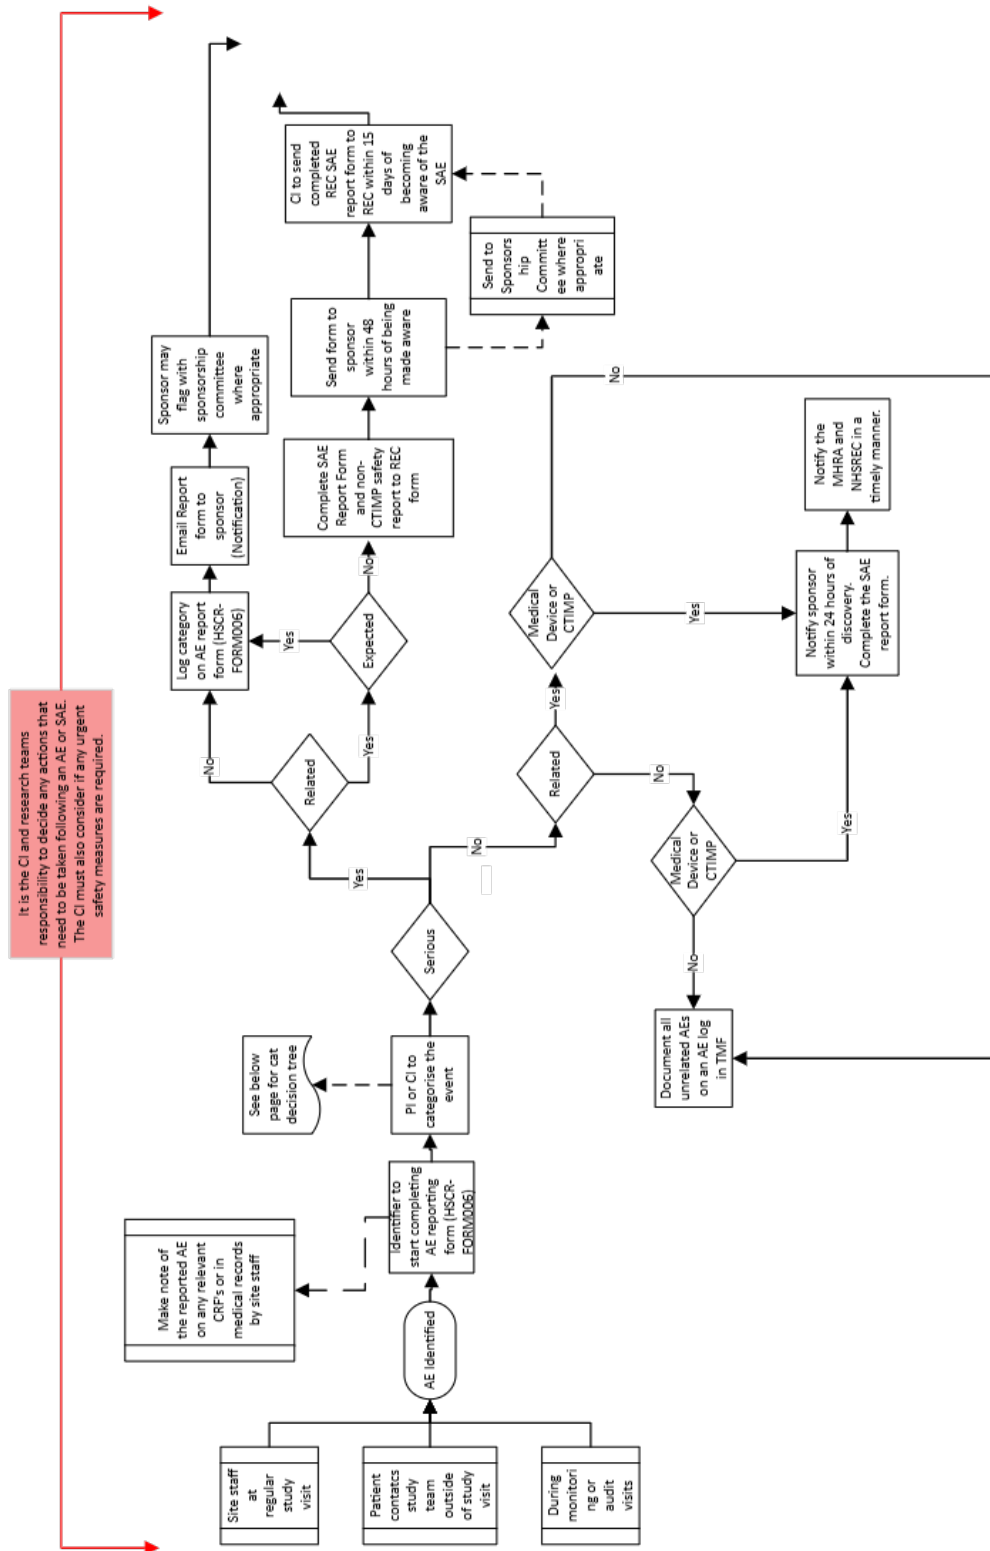 It is the CI and research teams
responsibility to decide any actions that
need to be taken following an AE or SAE.
The CI must also consider if any urgent
safety measures are required.
Site staff
at
regular
study
visit
Patient
contatcs
study
team
outside
of study
visit
During
monitori
ng or
audit
visits
AE Identified
Make note of
the reported AE
on any relevant
CRF's or in
medical records
by site staff
Identifier to
start completing
AE reporting
form (HSCR-
FORM006)
See below
page for cat
decision tree
PI or CI to
categorise the
event
Serious
Yes
No
Related
No
Yes
Log category
on AE report
form (HSCR-
FORM006)
Yes
Expected
No
Email Report
form to
sponsor
(Notification)
Sponsor may
flag with
sponsorship
committee
where
appropriate
Complete SAE
Report Form
and non-
CTIMP safety
report to REC
form
Send form to
sponsor
within 48
hours of being
made aware
Send to
Sponsors
hip
Committ
ee where
appropri
ate
CI to send
completed
REC SAE
report form to
REC within 15
days of
becoming
aware of the
SAE
Related
Yes
No
Medical
Device or
CTIMP
No
Yes
Medical
Device or
CTIMP
No
Yes
Document all
unrelated AEs
on an AE log
in TMF
Notify sponsor
within 24 hours of
discovery.
Complete the SAE
report form.
Notify the
MHRA and
NHSREC in a
timely manner.